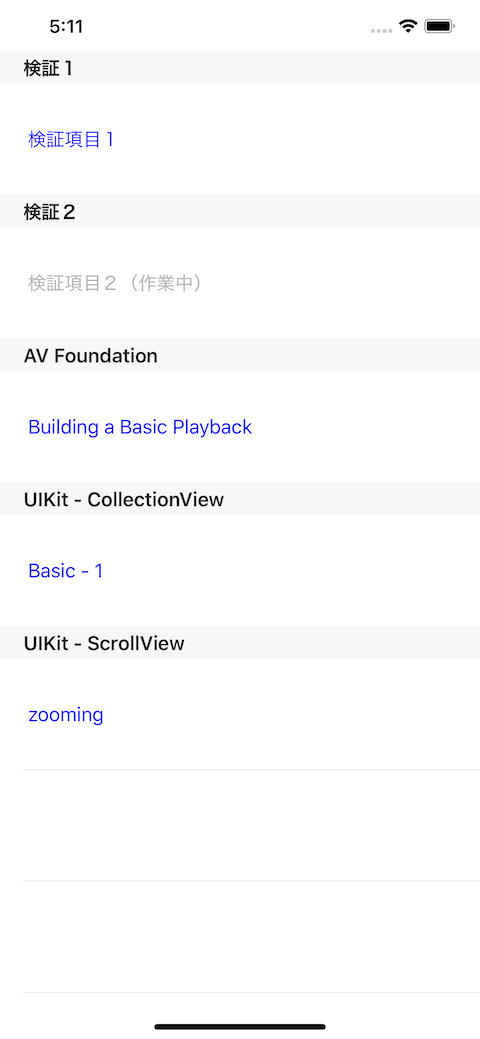 5:11
検証１
検証項目１
検証２
検証項目２（作業中）
AV Foundation
Building a Basic Playback
UIKit - CollectionView
Basic - 1
UIKit - ScrollView
zooming